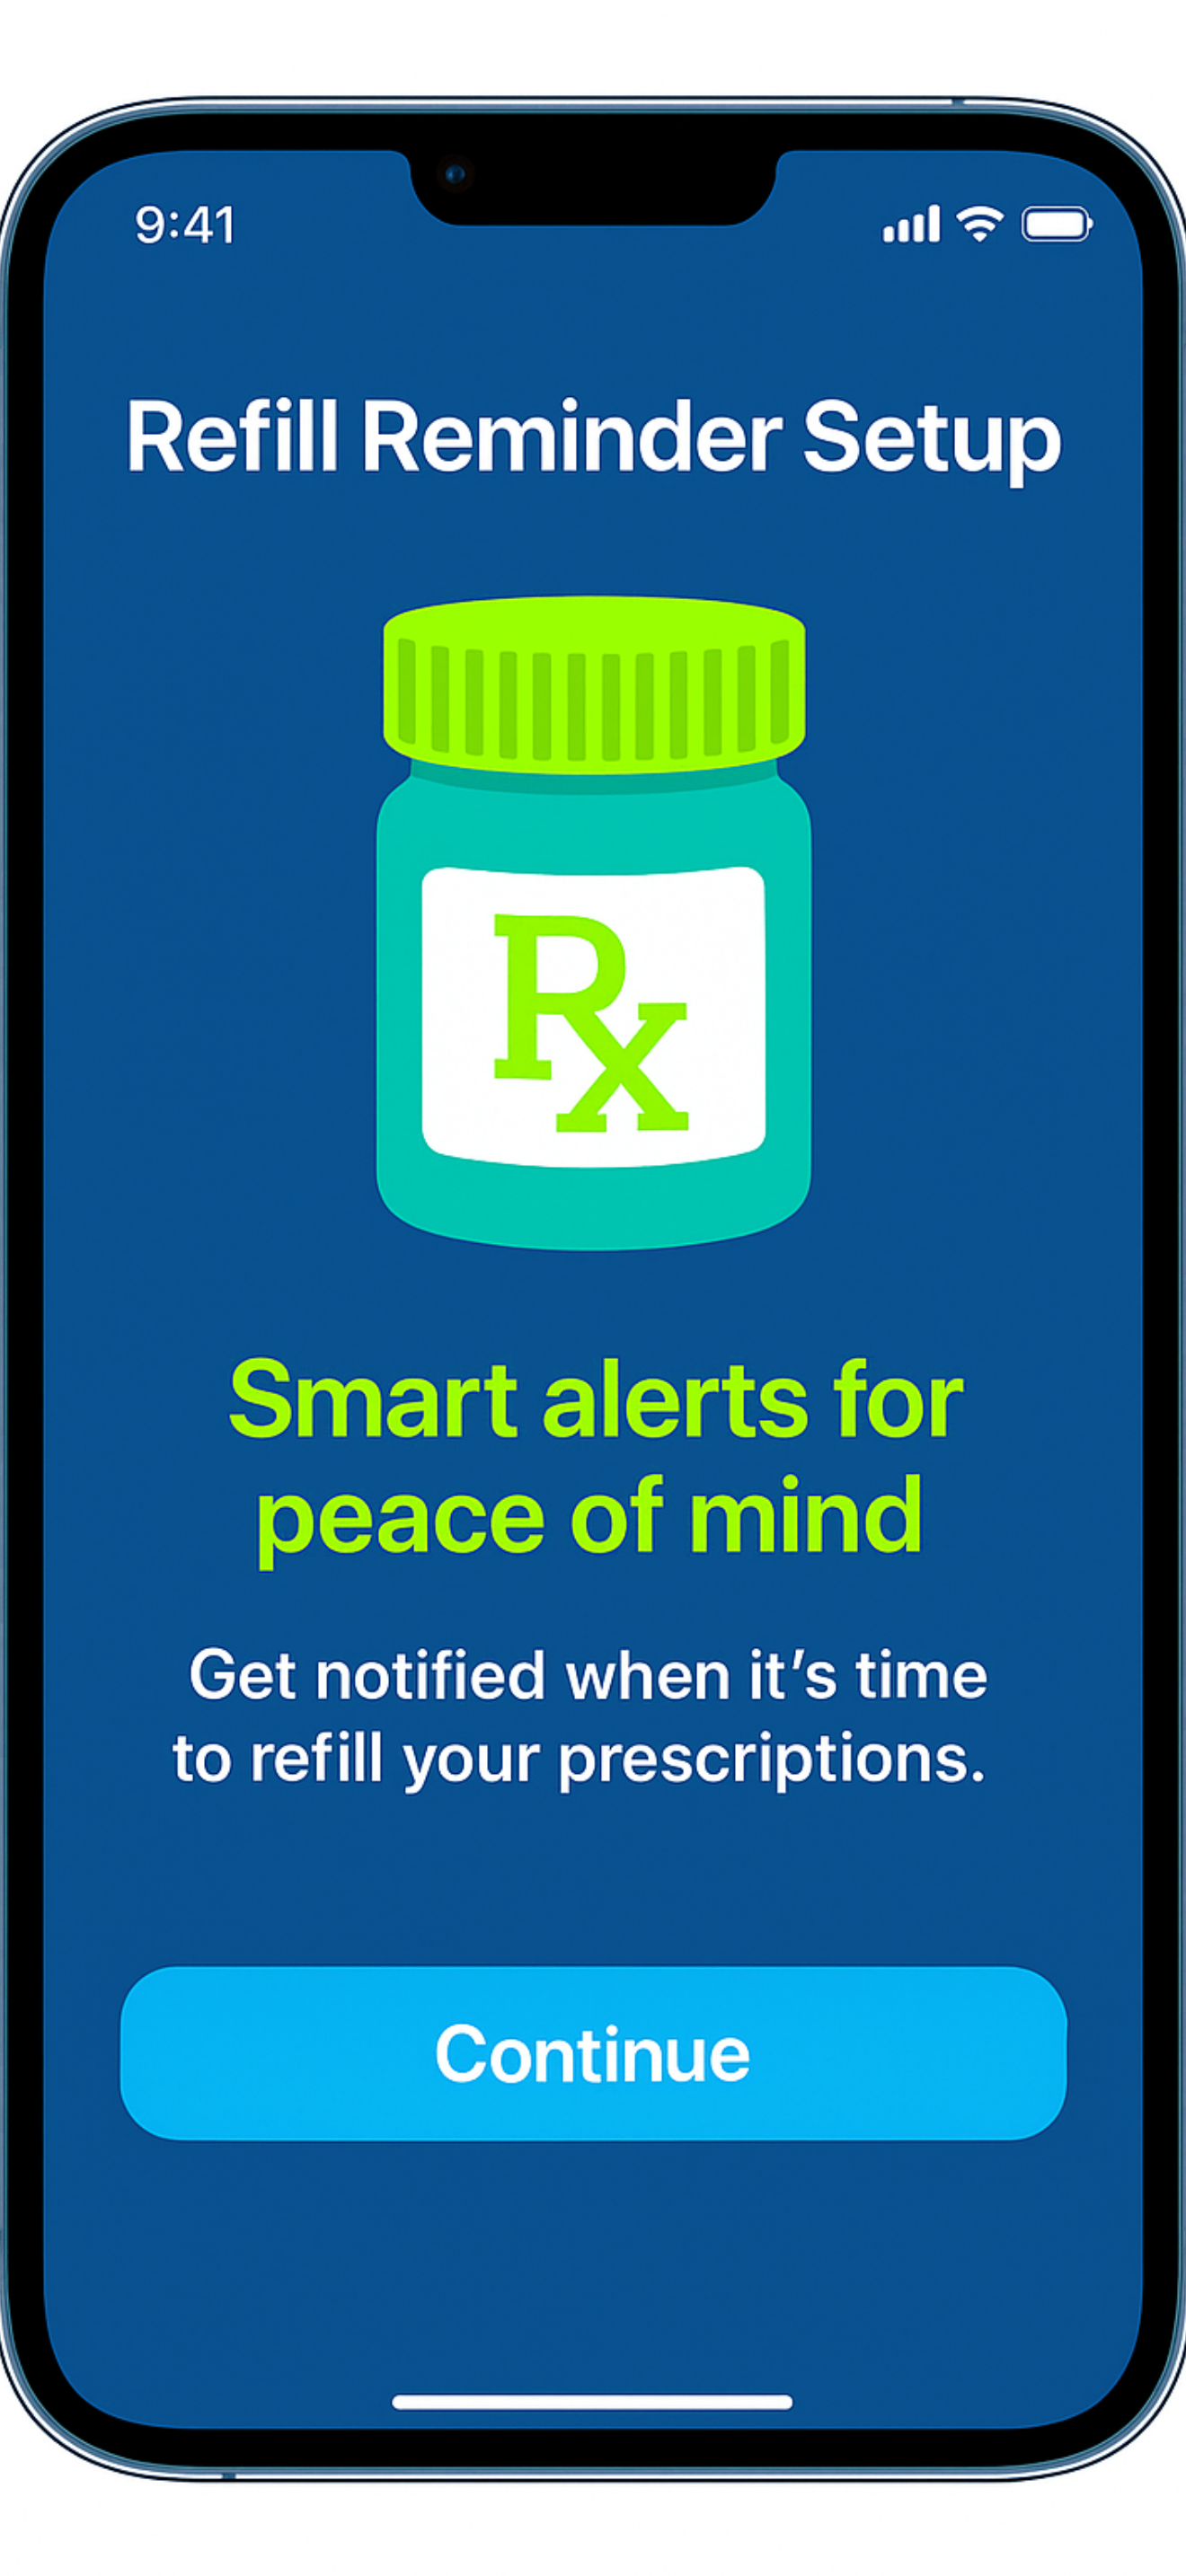 9:41
Refill Reminder Setup
Rx
Smart alerts for
peace of mind
Get notified when it’s time
to refill your prescriptions.
Continue